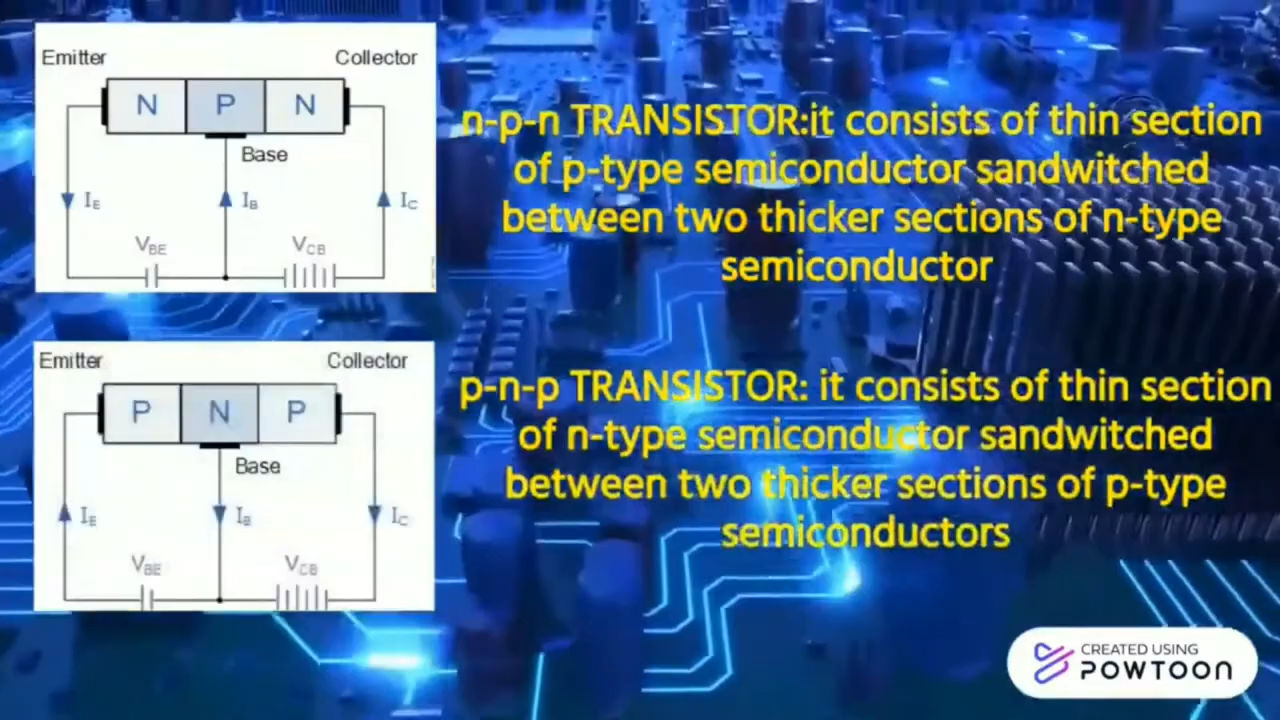 Emitter Collector
N P N
Base
IE IB IC
VBE VCB
n-p-n TRANSISTOR:it consists of thin section
of p-type semiconductor sandwitched
between two thicker sections of n-type
semiconductor
Emitter Collector
P N P
Base
IE IB IC
VBE VCB
p-n-p TRANSISTOR: it consists of thin section
of n-type semiconductor sandwitched
between two thicker sections of p-type
semiconductors
CREATED USING
POWTOON